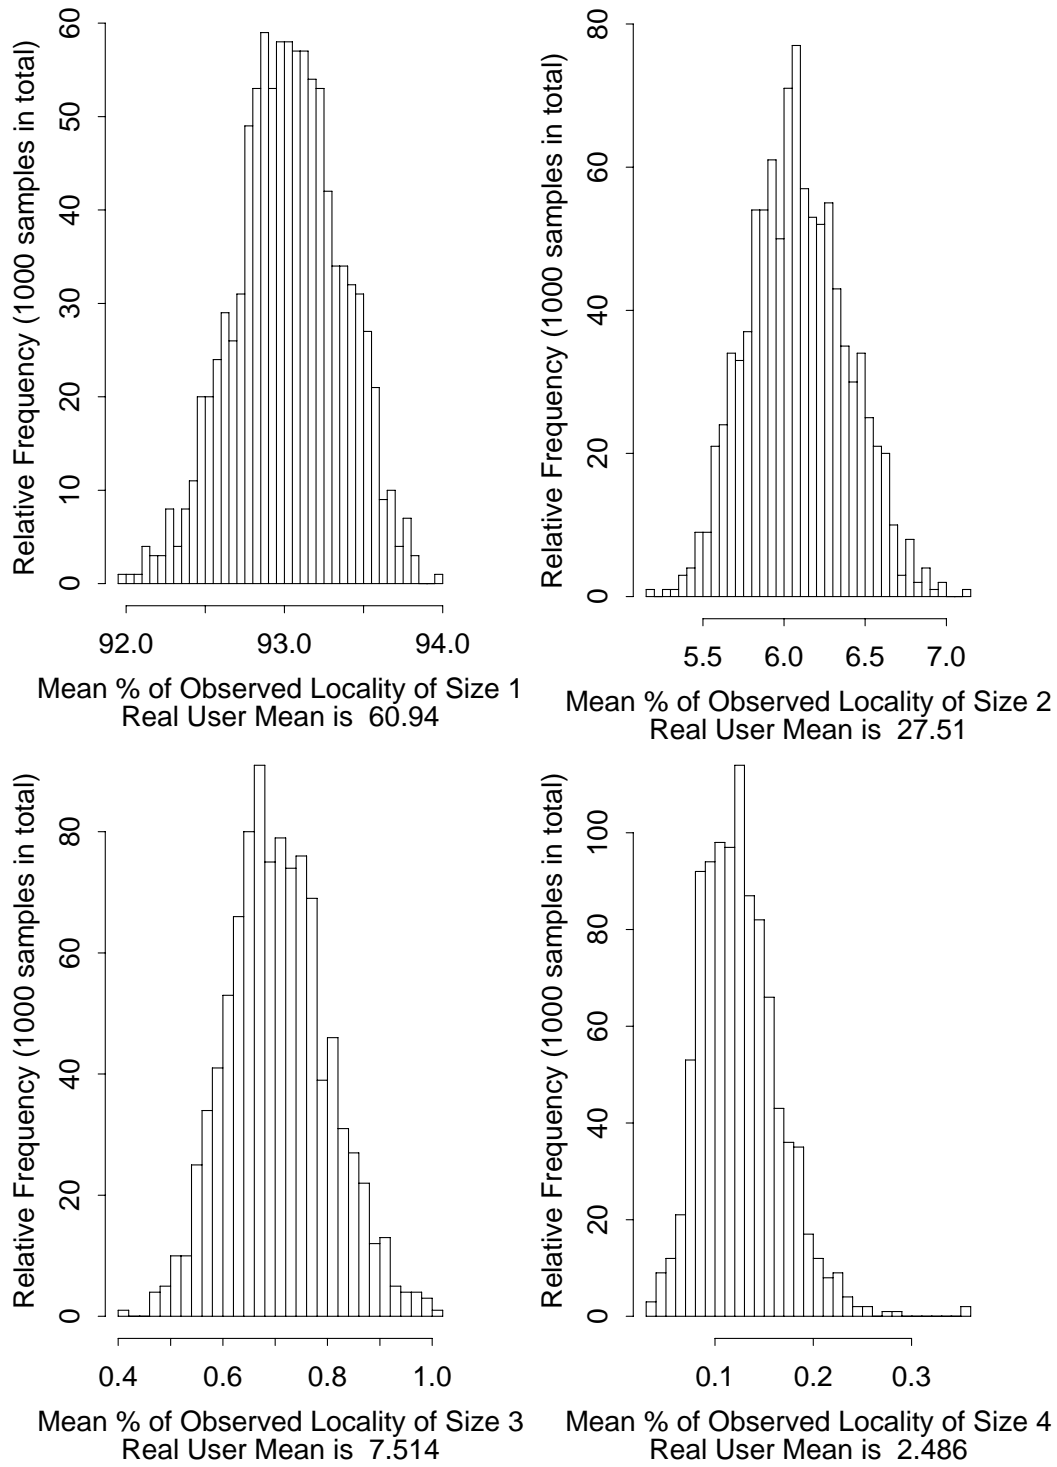 Relative Frequency (1000 samples in total)
60
50
40
30
20
10
0
92.0 93.0 94.0
Mean % of Observed Locality of Size 1
Real User Mean is 60.94
Relative Frequency (1000 samples in total)
80
60
40
20
0
5.5 6.0 6.5 7.0
Mean % of Observed Locality of Size 2
Real User Mean is 27.51
Relative Frequency (1000 samples in total)
80
60
40
20
0
0.4 0.6 0.8 1.0
Mean % of Observed Locality of Size 3
Real User Mean is 7.514
Relative Frequency (1000 samples in total)
100
80
60
40
20
0
0.1 0.2 0.3
Mean % of Observed Locality of Size 4
Real User Mean is 2.486